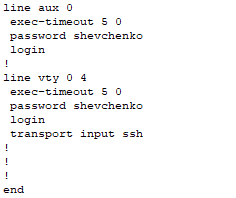 line aux 0
 exec-timeout 5 0
 password shevchenko
 login
!
line vty 0 4
 exec-timeout 5 0
 password shevchenko
 login
 transport input ssh
!
!
!
end